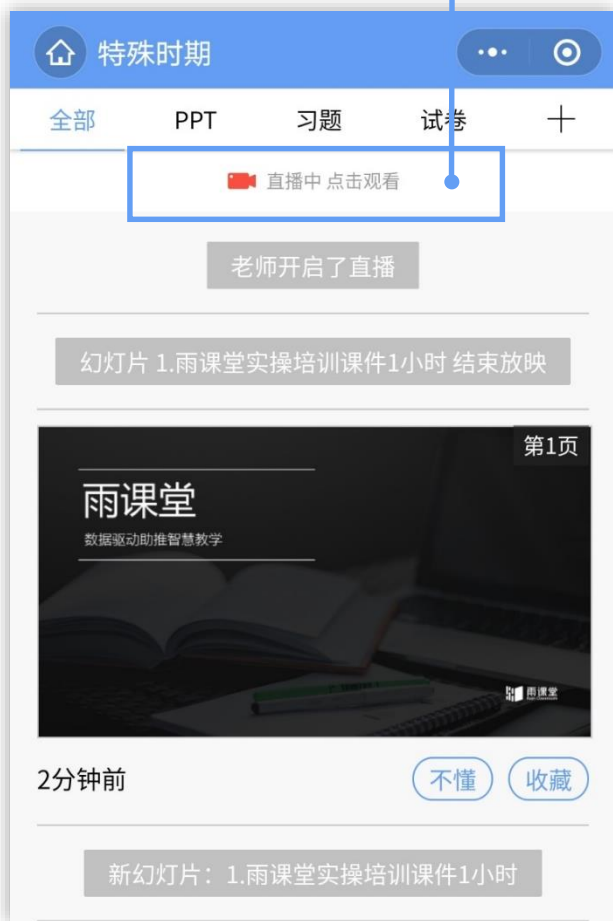 特殊时期
全部 PPT 习题 试卷
直播中 点击观看
老师开启了直播
幻灯片 1.雨课堂实操培训课件1小时 结束放映
第1页
雨课堂
数据驱动助推智慧教学
雨课堂
2分钟前 不懂 收藏
新幻灯片：1.雨课堂实操培训课件1小时